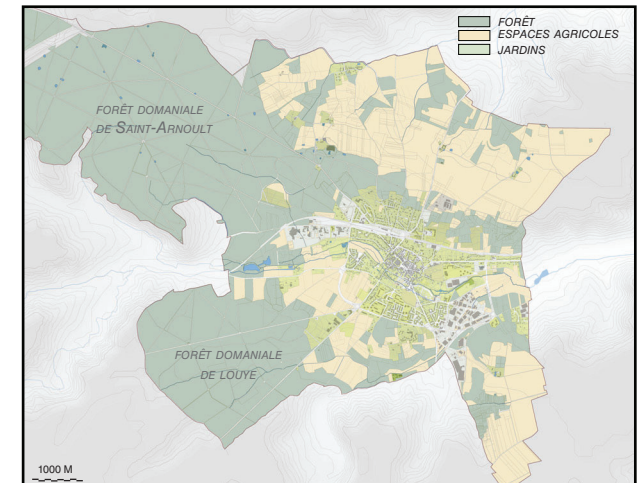 FORÊT
ESPACES AGRICOLES
JARDINS
FORÊT DOMANIALE
DE SAINT-ARNOULT
FORÊT DOMANIALE
DE LOUYE
1000 M